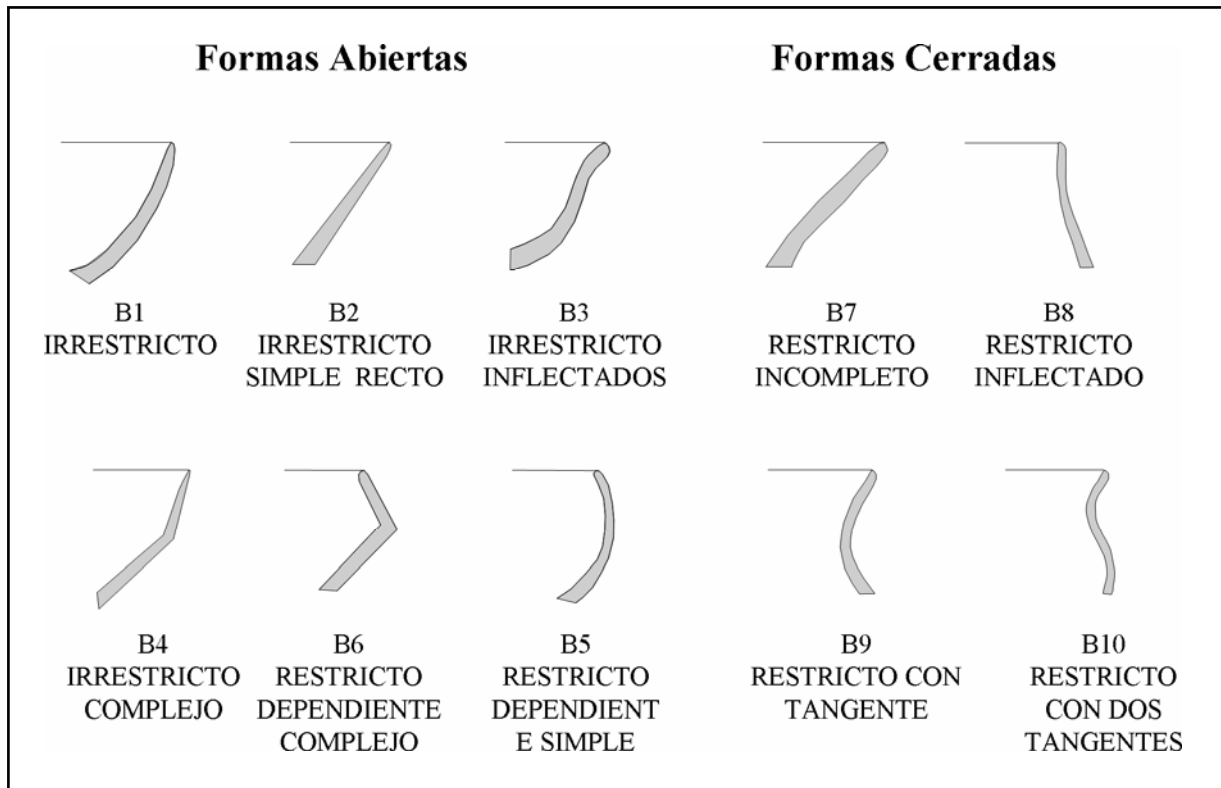 Formas Abiertas
Formas Cerradas
B1
IRRESTRICTO
B2
IRRESTRICTO
SIMPLE RECTO
B3
IRRESTRICTO
INFLECTADOS
B7
RESTRICTO
INCOMPLETO
B8
RESTRICTO
INFLECTADO
B4
IRRESTRICTO
COMPLEJO
B6
RESTRICTO
DEPENDIENTE
COMPLEJO
B5
RESTRICTO
DEPENDIENT
E SIMPLE
B9
RESTRICTO CON
TANGENTE
B10
RESTRICTO
CON DOS
TANGENTES